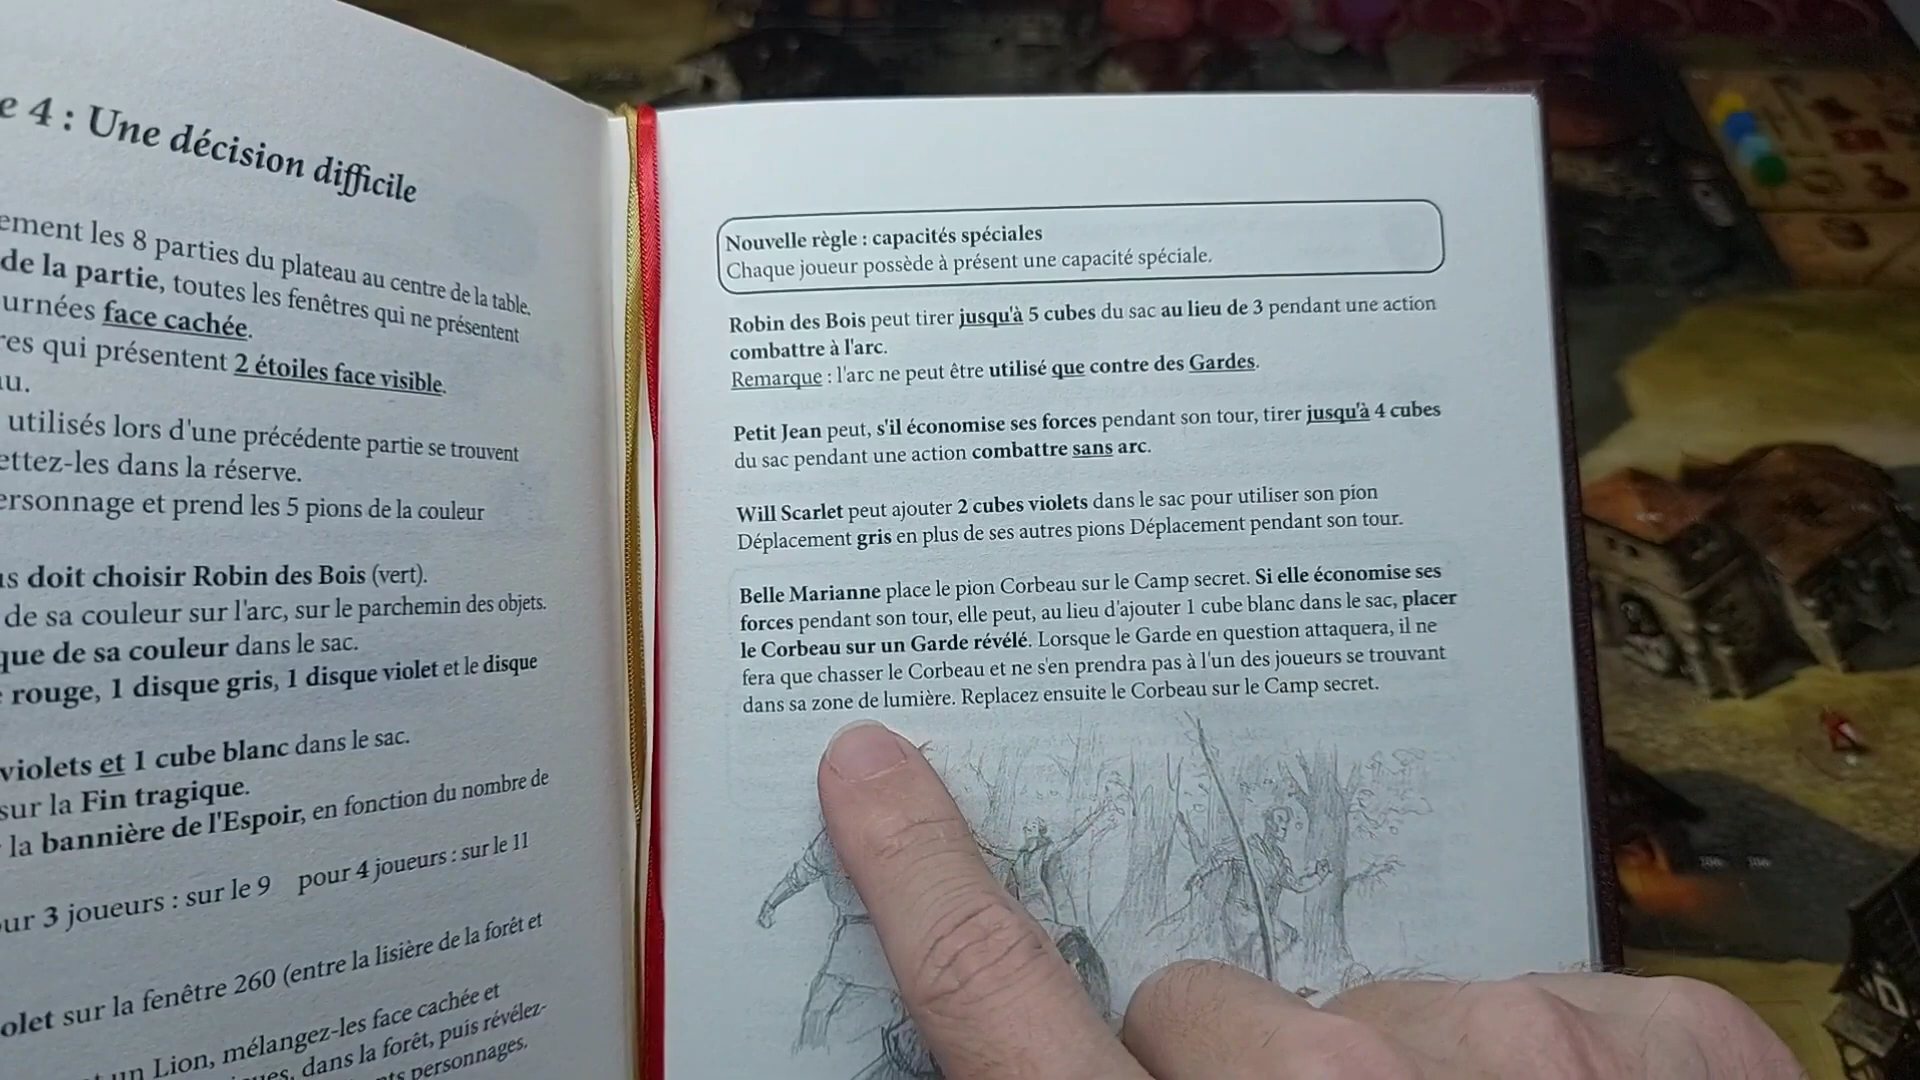 4 : Une décision difficile
les 8 parties du plateau au centre de la table.
de la partie, toutes les fenêtres qui ne présentent
face cachée.
qui présentent 2 étoiles face visible.
utilisés lors d'une précédente partie se trouvent
dans la réserve.
et prend les 5 pions de la couleur
doit choisir Robin des Bois (vert).
de sa couleur sur l'arc, sur le parchemin des objets.
de sa couleur dans le sac.
rouge, 1 disque gris, 1 disque violet et le disque
violets et 1 cube blanc dans le sac.
sur la Fin tragique.
la bannière de l'Espoir, en fonction du nombre de
3 joueurs : sur le 9 pour 4 joueurs : sur le 11
sur la fenêtre 260 (entre la lisière de la forêt et
un Lion, mélangez-les face cachée et
dans la forêt, puis révélez-
personnages.
Nouvelle règle : capacités spéciales
Chaque joueur possède à présent une capacité spéciale.
Robin des Bois peut tirer jusqu'à 5 cubes du sac au lieu de 3 pendant une action
combattre à l'arc.
Remarque : l'arc ne peut être utilisé que contre des Gardes.
Petit Jean peut, s'il économise ses forces pendant son tour, tirer jusqu'à 4 cubes
du sac pendant une action combattre sans arc.
Will Scarlet peut ajouter 2 cubes violets dans le sac pour utiliser son pion
Déplacement gris en plus de ses autres pions Déplacement pendant son tour.
Belle Marianne place le pion Corbeau sur le Camp secret. Si elle économise ses
forces pendant son tour, elle peut, au lieu d'ajouter 1 cube blanc dans le sac, placer
le Corbeau sur un Garde révélé. Lorsque le Garde en question attaquera, il ne
fera que chasser le Corbeau et ne s'en prendra pas à l'un des joueurs se trouvant
dans sa zone de lumière. Replacez ensuite le Corbeau sur le Camp secret.